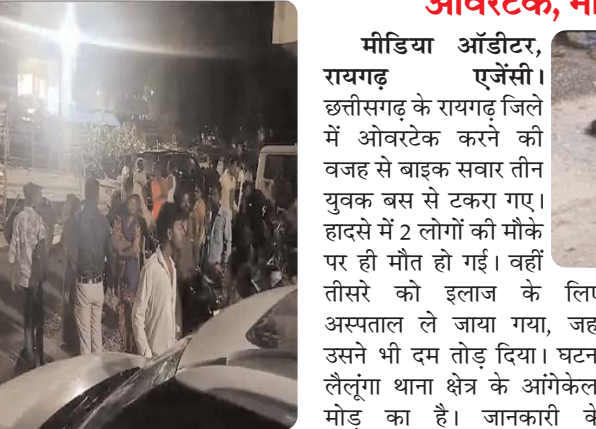 ओवरटेक,
मीडिया ऑडीटर,
रायगढ़ एजेंसी।
छत्तीसगढ़ के रायगढ़ जिले
में ओवरटेक करने की
वजह से बाइक सवार तीन
युवक बस से टकरा गए।
हादसे में 2 लोगों की मौके
पर ही मौत हो गई। वहीं
तीसरे को इलाज के लिए
अस्पताल ले जाया गया,
उसने भी दम तोड़ दिया।
लैलूंगा थाना क्षेत्र के आंगेकेला
मोड़ का है। जानकारी के